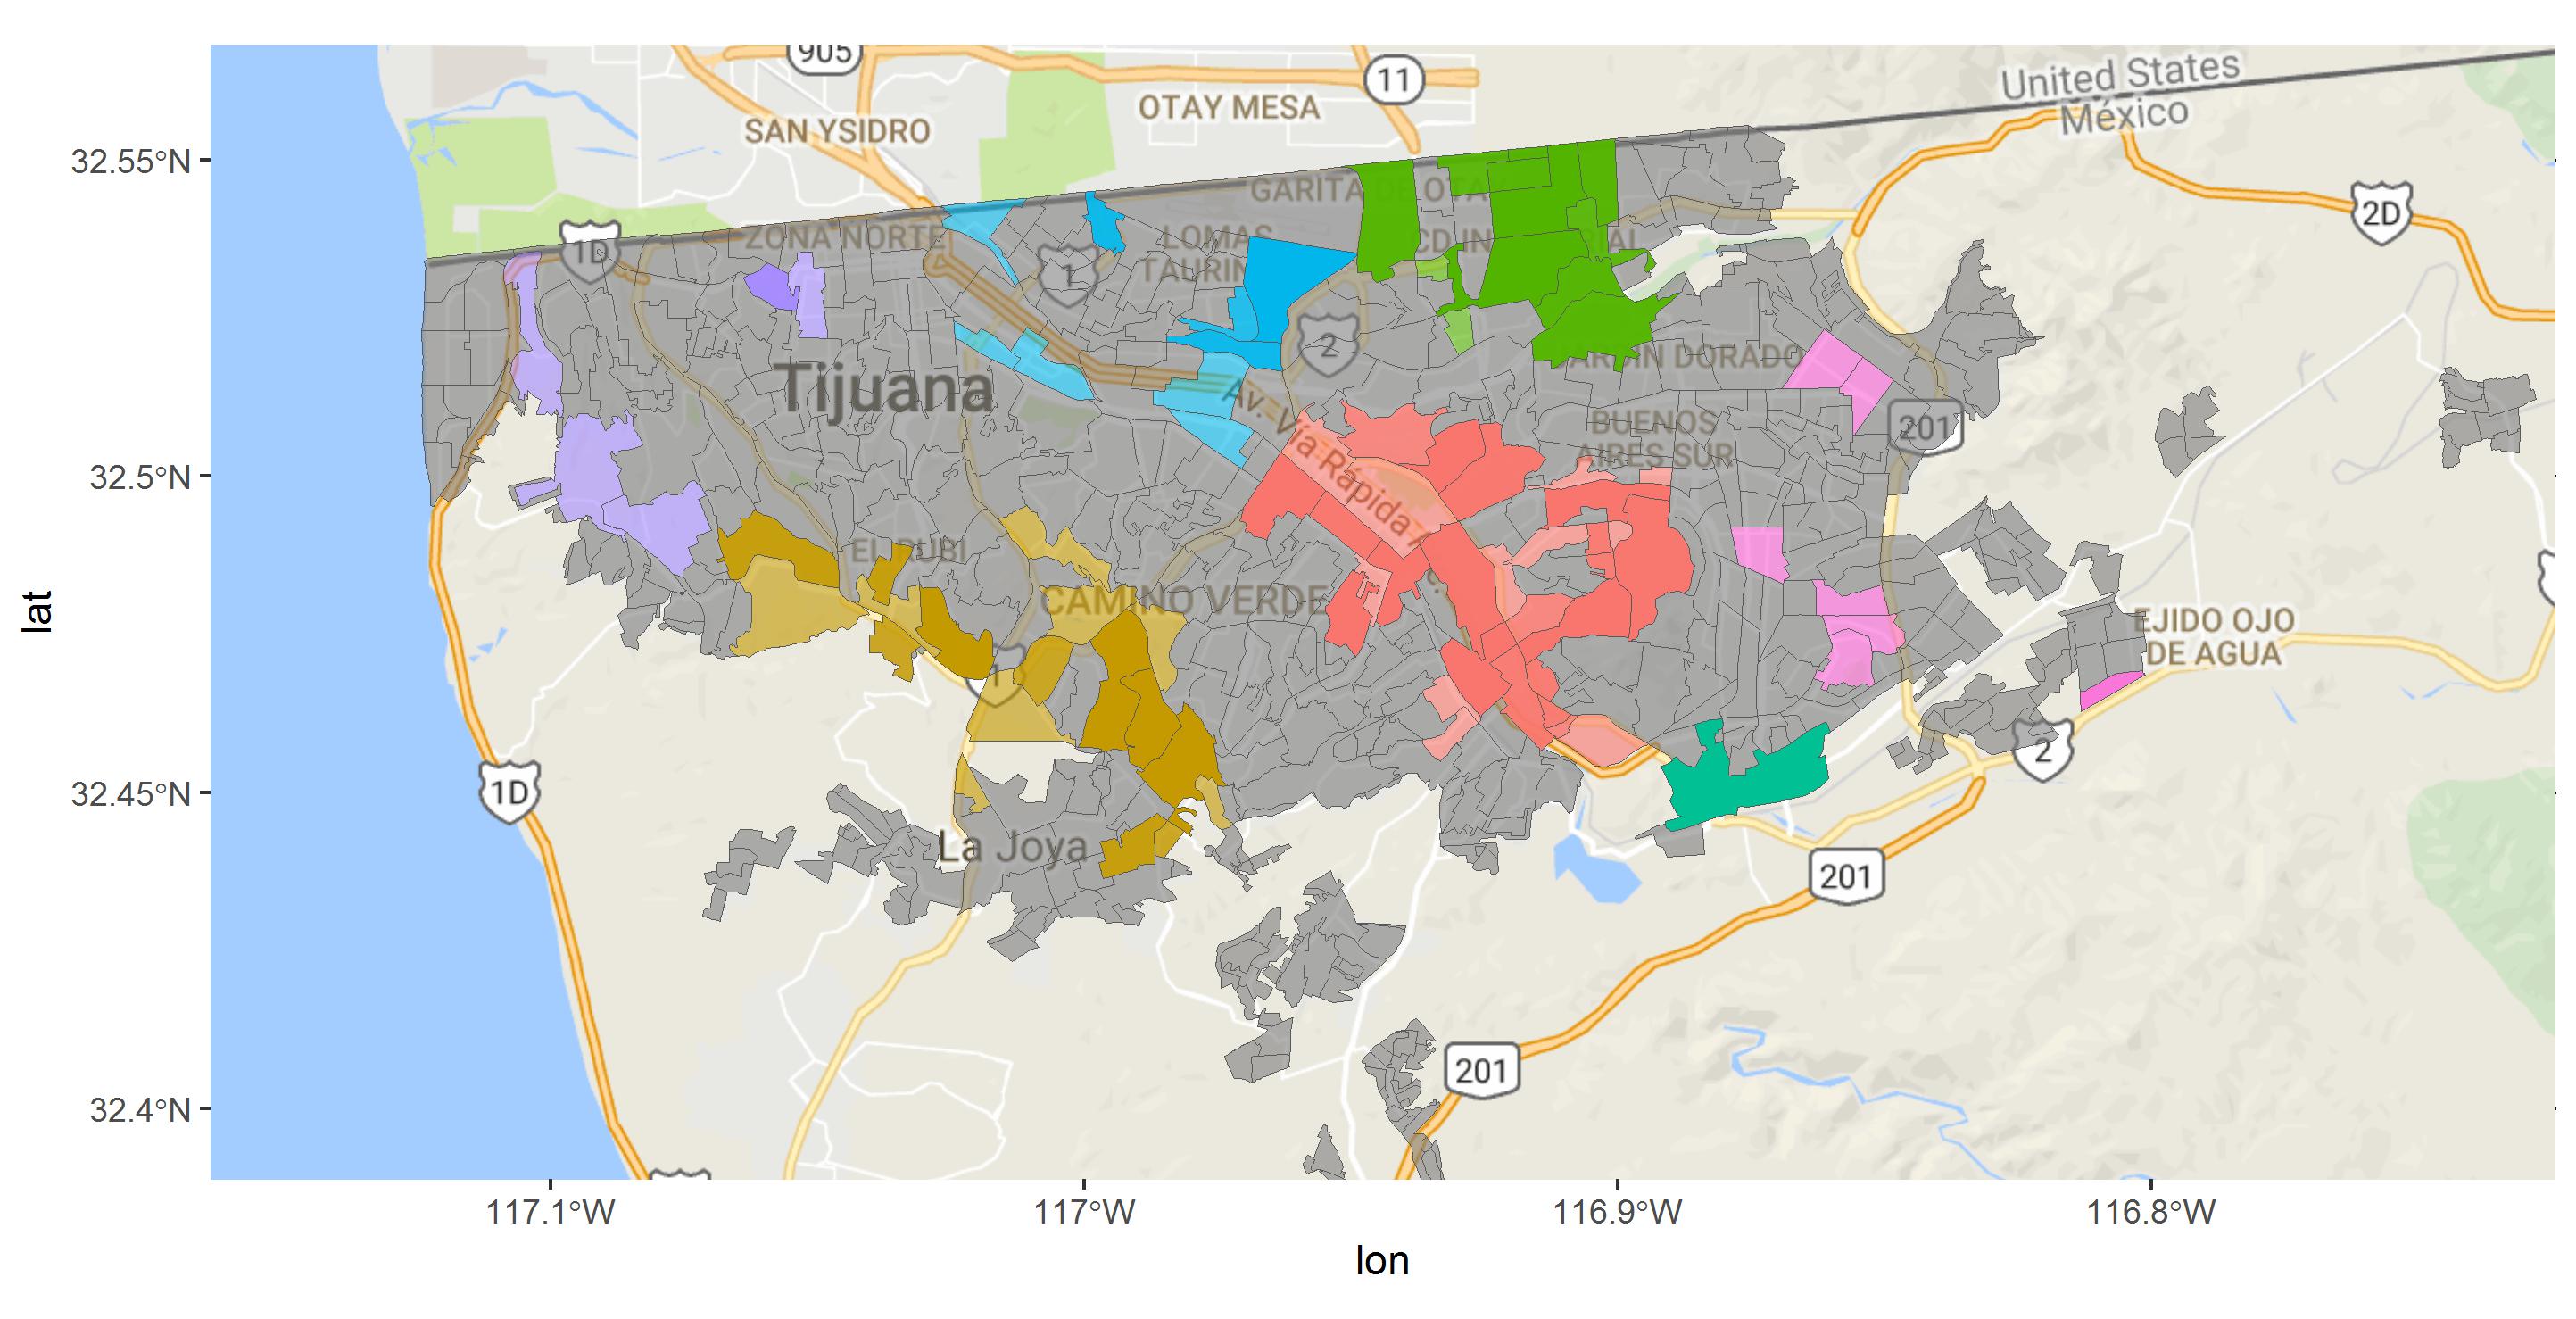 905
11
United States
México
OTAY MESA
SAN YSIDRO
32.55°N
GARITA DE OTAY
2D
1D
ZONA NORTE
LOMAS
TAURINAS
CD INDUSTRIAL
1
2
JARDÍN DORADO
Tijuana
Av. Vía Rápida
BUENOS
AIRES SUR
201
32.5°N
EL RUBI
CAMINO VERDE
lat
EJIDO OJO
DE AGUA
1
2
1D
32.45°N
La Joya
201
201
32.4°N
117.1°W
117°W
116.9°W
116.8°W
lon